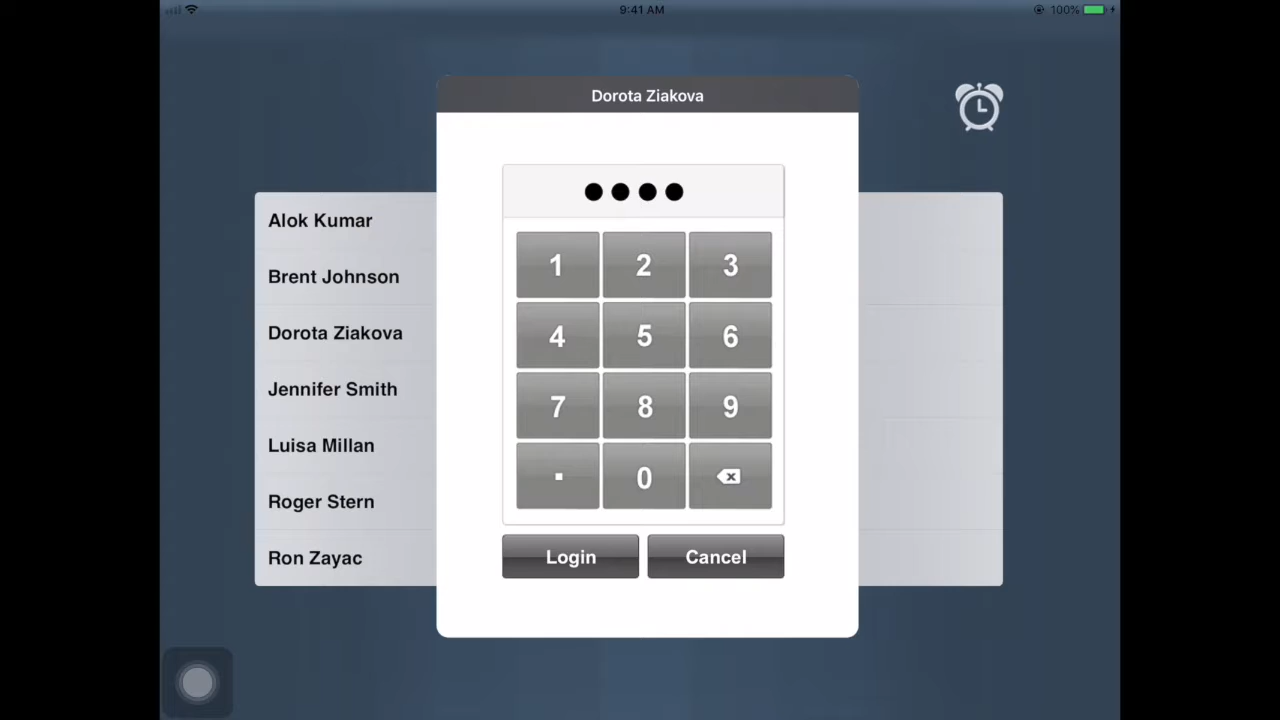 9:41 AM
100%
Dorota Ziakova
Alok Kumar
Brent Johnson
Dorota Ziakova
Jennifer Smith
Luisa Millan
Roger Stern
Ron Zayac
1 2 3
4 5 6
7 8 9
. 0
Login Cancel